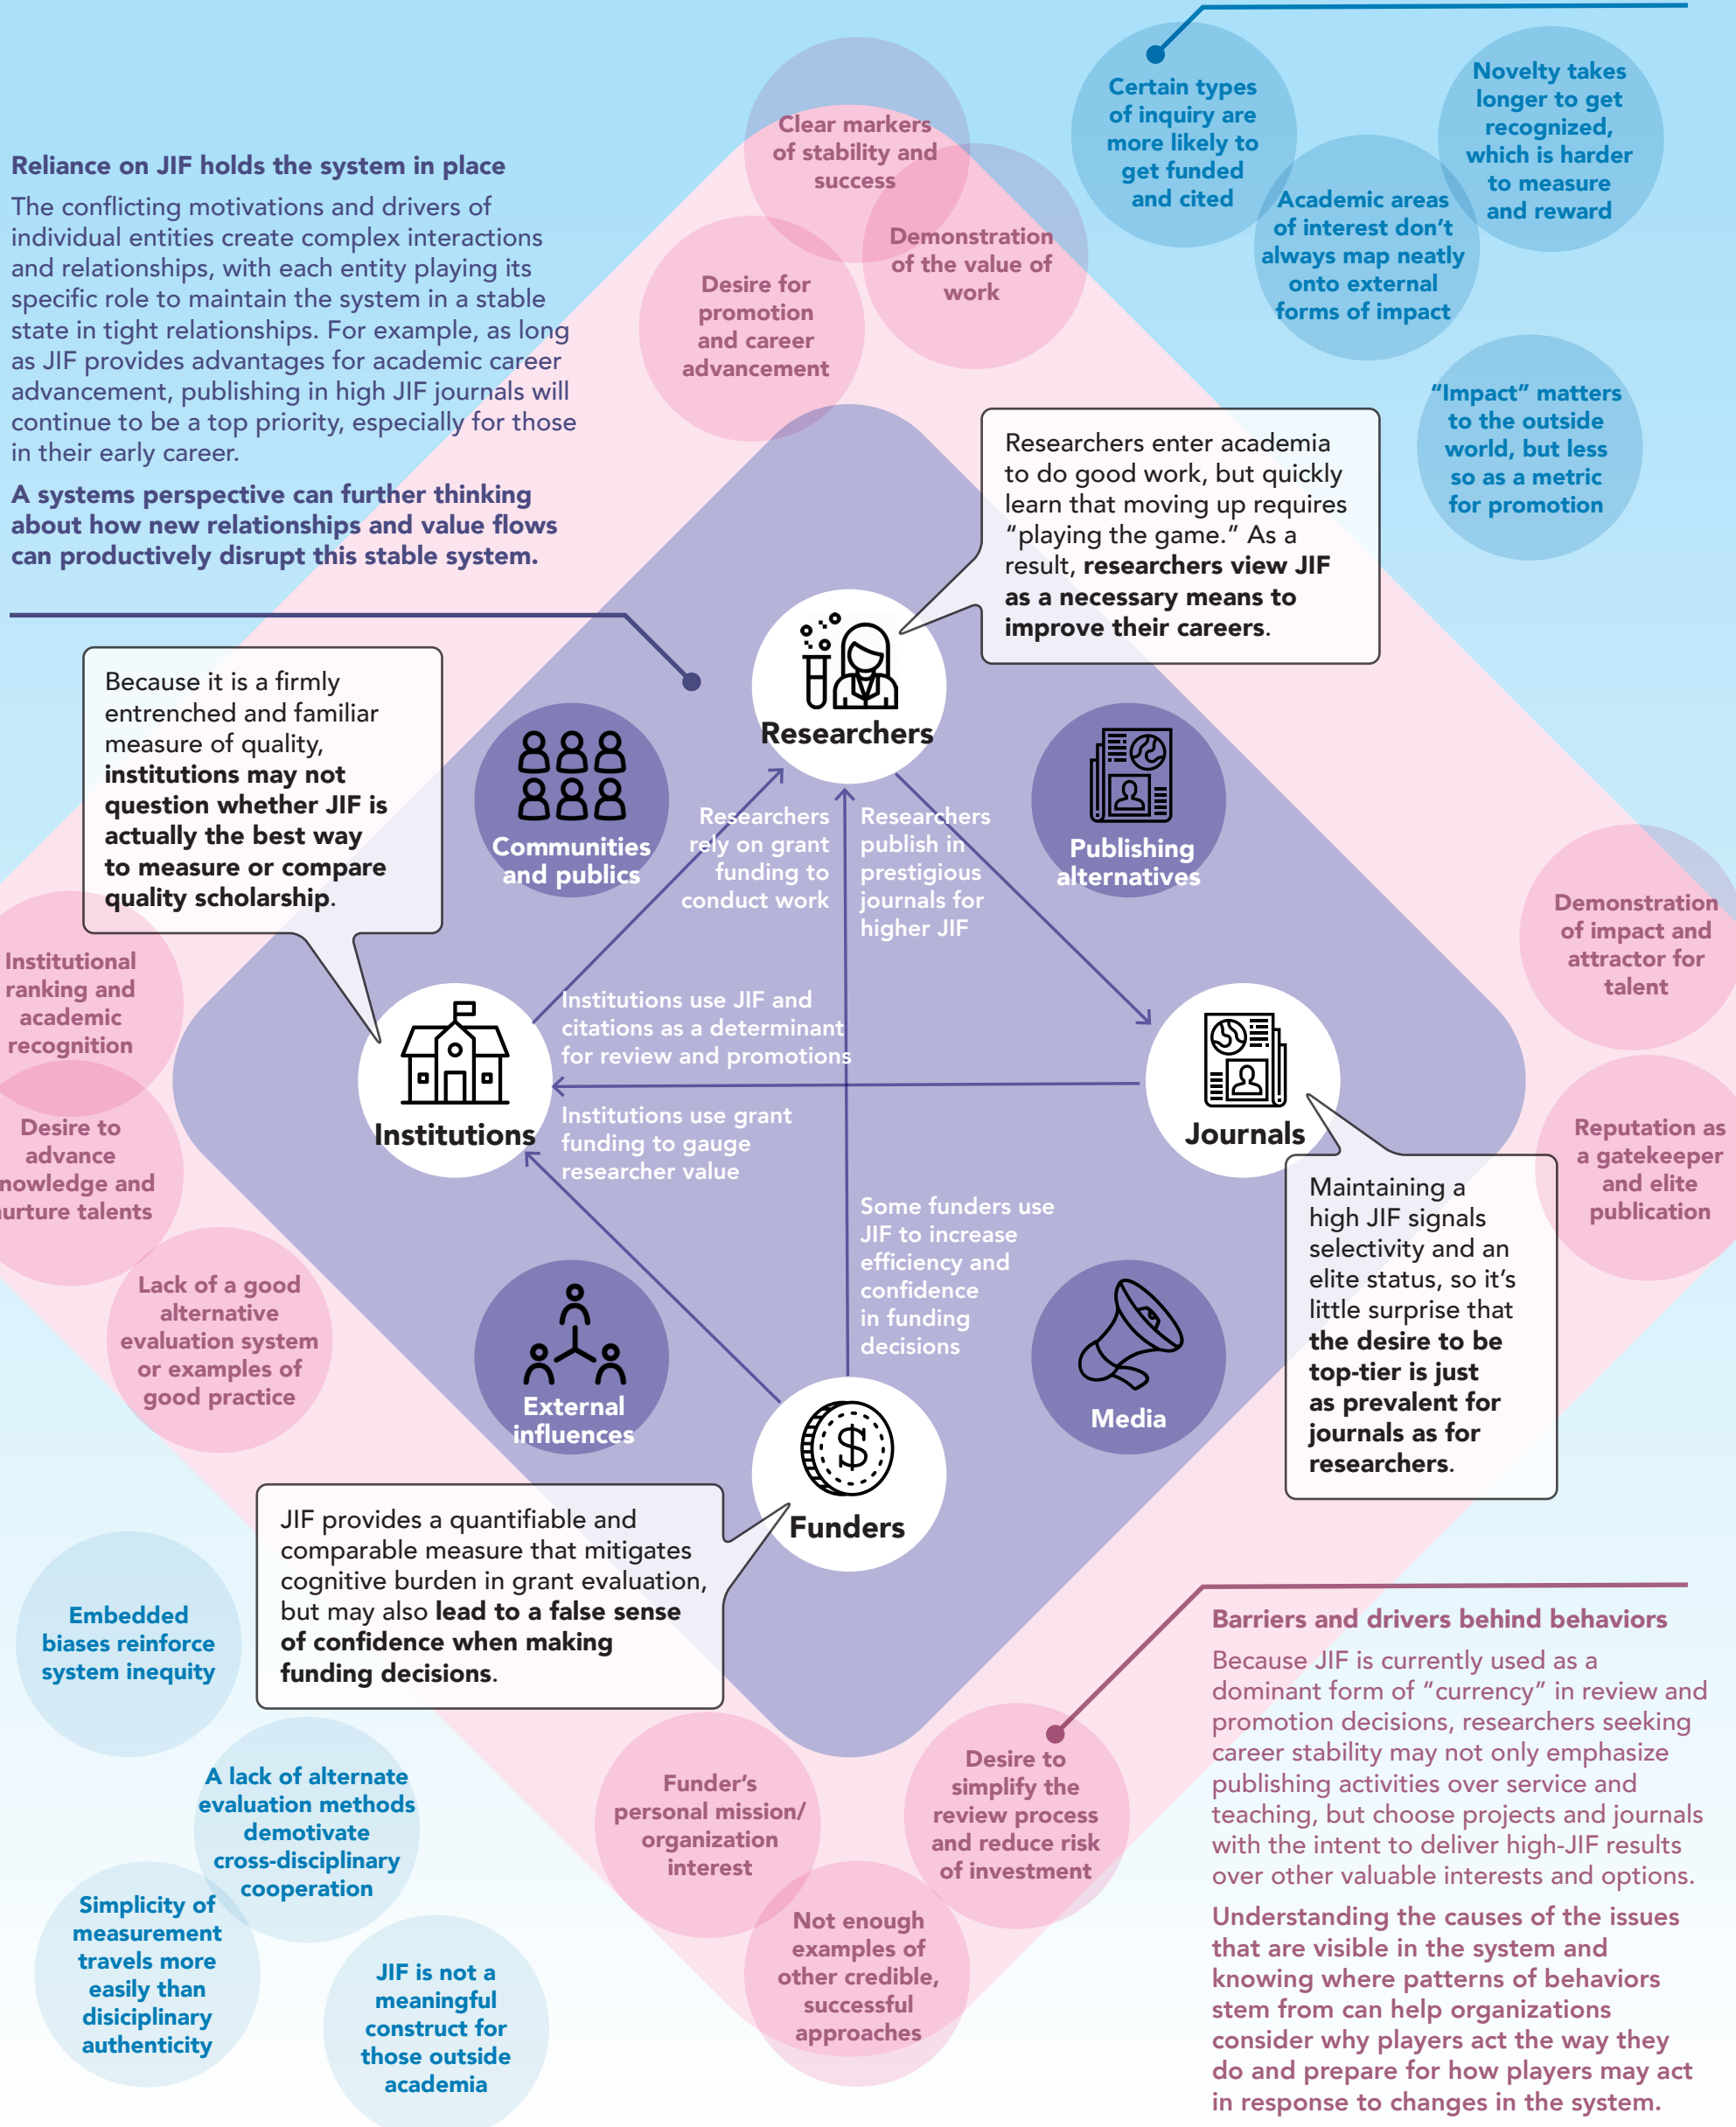 Reliance on JIF holds the system in place
The conflicting motivations and drivers of
individual entities create complex interactions
and relationships, with each entity playing its
specific role to maintain the system in a stable
state in tight relationships. For example, as long
as JIF provides advantages for academic career
advancement, publishing in high JIF journals will
continue to be a top priority, especially for those
in their early career.
A systems perspective can further thinking
about how new relationships and value flows
can productively disrupt this stable system.
Clear markers
of stability and
success
Demonstration
of the value of
work
Desire for
promotion
and career
advancement
Certain types
of inquiry are
more likely to
get funded
and cited
Academic areas
of interest don't
always map neatly
onto external
forms of impact
Novelty takes
longer to get
recognized,
which is harder
to measure
and reward
"Impact" matters
to the outside
world, but less
so as a metric
for promotion
Researchers enter academia
to do good work, but quickly
learn that moving up requires
"playing the game." As a
result, researchers view JIF
as a necessary means to
improve their careers.
Because it is a firmly
entrenched and familiar
measure of quality,
institutions may not
question whether JIF is
actually the best way
to measure or compare
quality scholarship.
Researchers
Communities
and publics
Publishing
alternatives
Researchers
rely on grant
funding to
conduct work
Researchers
publish in
prestigious
journals for
higher JIF
Institutional
ranking and
academic
recognition
Desire to
advance
nowledge and
urture talents
Lack of a good
alternative
evaluation system
or examples of
good practice
Institutions use JIF and
citations as a determinant
for review and promotions
Institutions
Institutions use grant
funding to gauge
researcher value
Journals
Demonstration
of impact and
attractor for
talent
Reputation as
a gatekeeper
and elite
publication
Maintaining a
high JIF signals
selectivity and an
elite status, so it's
little surprise that
the desire to be
top-tier is just
as prevalent for
journals as for
researchers.
Some funders use
JIF to increase
efficiency and
confidence
in funding
decisions
External
influences
Media
Funders
JIF provides a quantifiable and
comparable measure that mitigates
cognitive burden in grant evaluation,
but may also lead to a false sense
of confidence when making
funding decisions.
Embedded
biases reinforce
system inequity
A lack of alternate
evaluation methods
demotivate
cross-disciplinary
cooperation
Simplicity of
measurement
travels more
easily than
disiciplinary
authenticity
JIF is not a
meaningful
construct for
those outside
academia
Funder's
personal mission/
organization
interest
Desire to
simplify the
review process
and reduce risk
of investment
Not enough
examples of
other credible,
successful
approaches
Barriers and drivers behind behaviors
Because JIF is currently used as a
dominant form of "currency" in review and
promotion decisions, researchers seeking
career stability may not only emphasize
publishing activities over service and
teaching, but choose projects and journals
with the intent to deliver high-JIF results
over other valuable interests and options.
Understanding the causes of the issues
that are visible in the system and
knowing where patterns of behaviors
stem from can help organizations
consider why players act the way they
do and prepare for how players may act
in response to changes in the system.